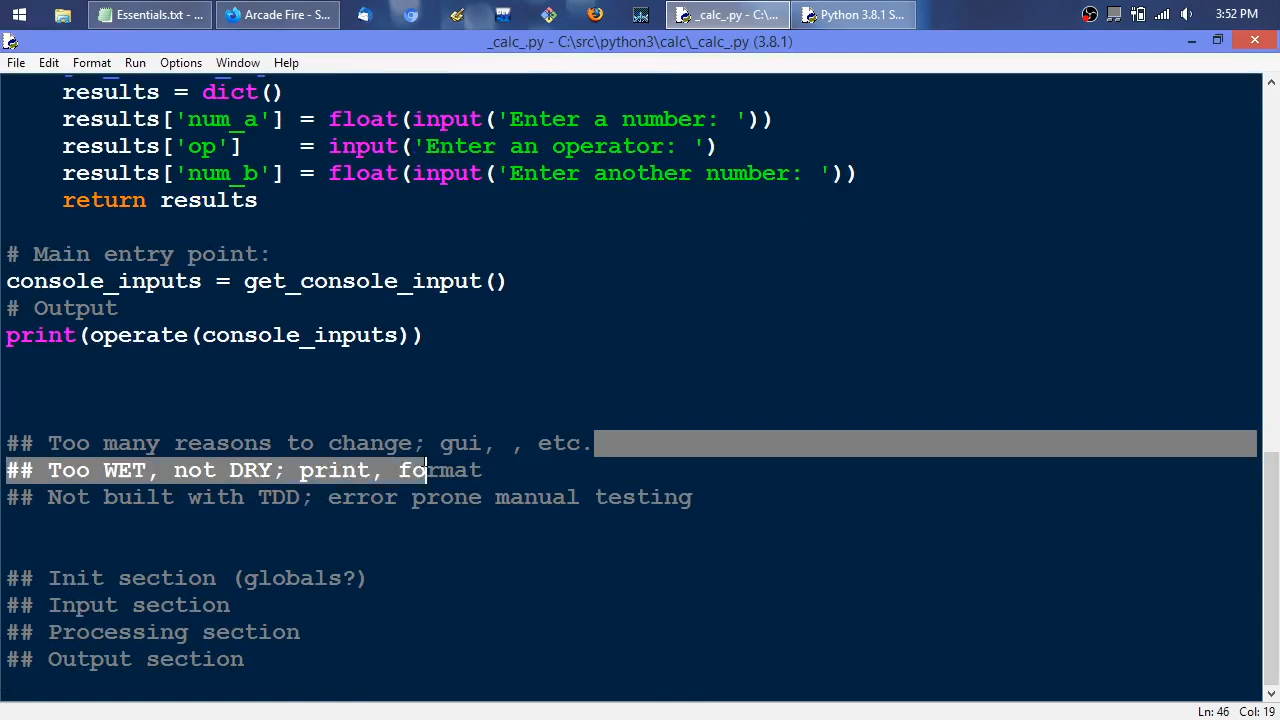 Essentials.txt - ...
Arcade Fire - S...
_calc_.py - C:\...
Python 3.8.1 S...
3:52 PM
_calc_.py - C:\src\python3\calc\_calc_.py (3.8.1)
File Edit Format Run Options Window Help
results = dict()
results['num_a'] = float(input('Enter a number: '))
results['op'] = input('Enter an operator: ')
results['num_b'] = float(input('Enter another number: '))
return results
# Main entry point:
console_inputs = get_console_input()
# Output
print(operate(console_inputs))
## Too many reasons to change; gui, , etc.
## Too WET, not DRY; print, format
## Not built with TDD; error prone manual testing
## Init section (globals?)
## Input section
## Processing section
## Output section
Ln: 46 Col: 19